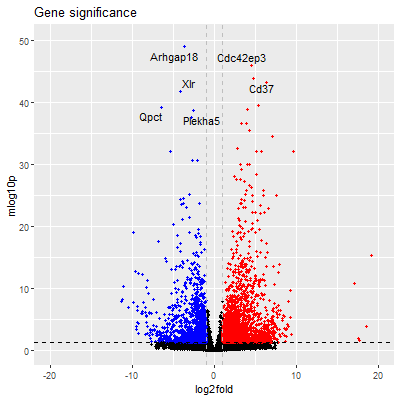 Gene significance
mlog10p
50
40
30
20
10
0
Arhgap18
Cdc42ep3
Xlr
Cd37
Qpct
Plekha5
-20
-10
0
10
20
log2fold